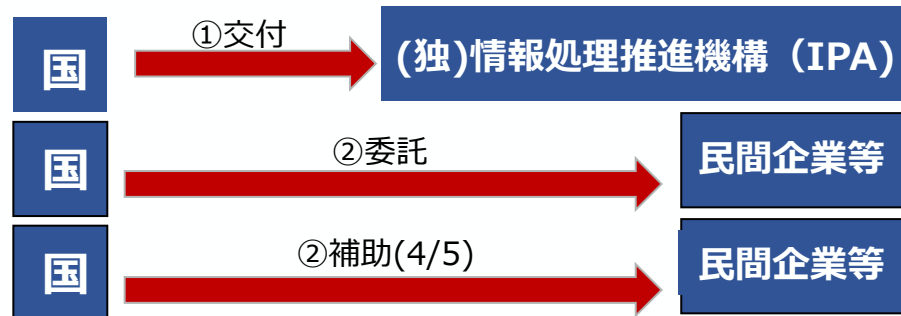 国 ①交付 (独)情報処理推進機構（IPA)
国 ②委託 民間企業等
国 ②補助(4/5) 民間企業等